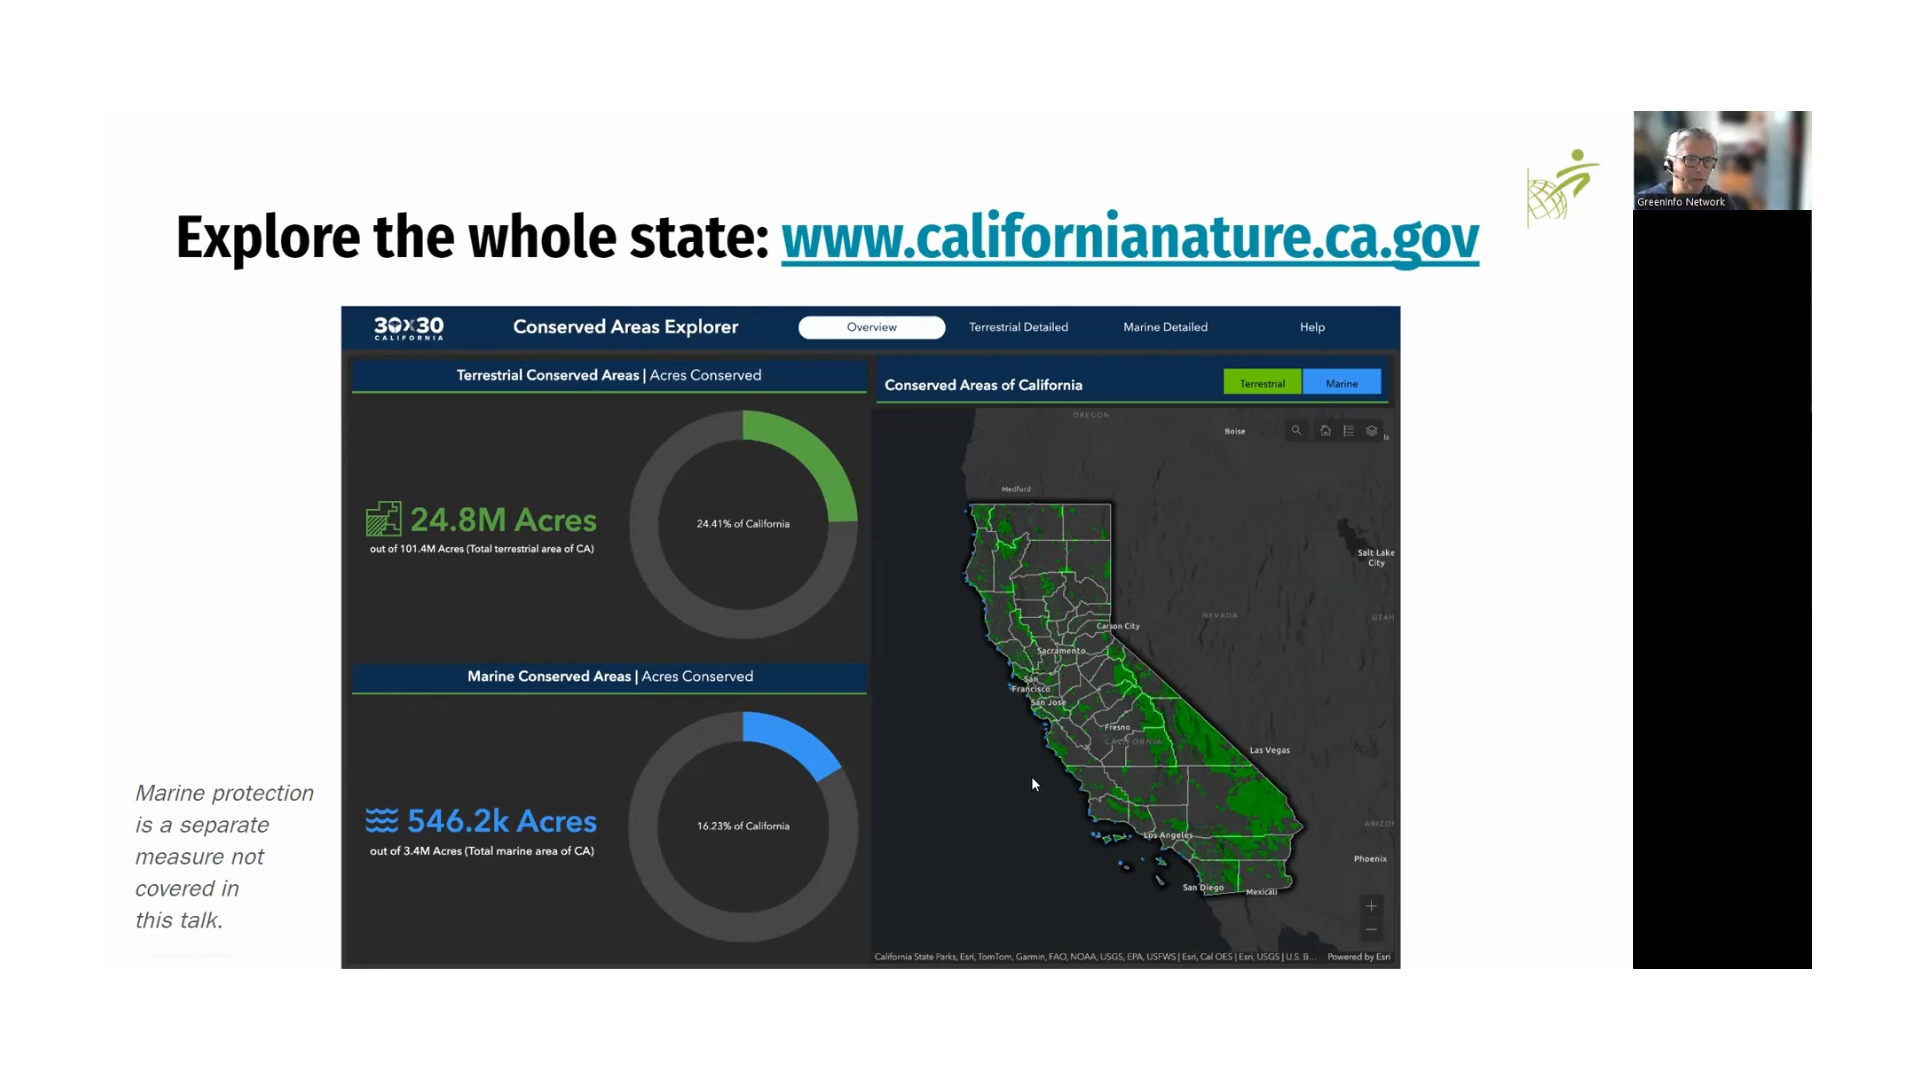 GreenInfo Network
Explore the whole state: www.californianature.ca.gov
30x30
CALIFORNIA
Conserved Areas Explorer
Overview
Terrestrial Detailed
Marine Detailed
Help
Terrestrial Conserved Areas | Acres Conserved
24.8M Acres
out of 101.4M Acres (Total terrestrial area of CA)
24.41% of California
Marine Conserved Areas | Acres Conserved
546.2k Acres
out of 3.4M Acres (Total marine area of CA)
16.23% of California
Conserved Areas of California
Terrestrial
Marine
OREGON
Boise
ls
Medford
Salt Lake
City
NEVADA
UTAH
Carson City
Sacramento
San
Francisco
San Jose
Fresno
CALIFORNIA
Las Vegas
Los Angeles
ARIZO
Phoenix
San Diego
Mexicali
California State Parks, Esri, TomTom, Garmin, FAO, NOAA, USGS, EPA, USFWS | Esri, Cal OES | Esri, USGS | U.S. B... Powered by Esri
Marine protection
is a separate
measure not
covered in
this talk.